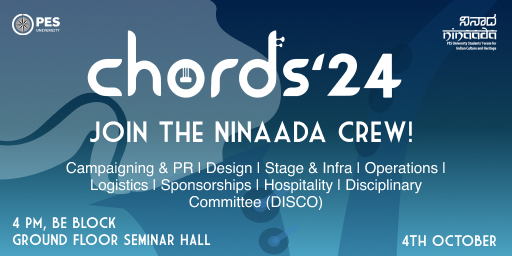 PES
UNIVERSITY
ನಿನಾದ
ninaada
PES University Students' Forum for
Indian Culture and Heritage
chords'24
JOIN THE NINAADA CREW!
Campaigning & PR | Design | Stage & Infra | Operations |
Logistics | Sponsorships | Hospitality | Disciplinary
Committee (DISCO)
4 PM, BE BLOCK
GROUND FLOOR SEMINAR HALL
4TH OCTOBER